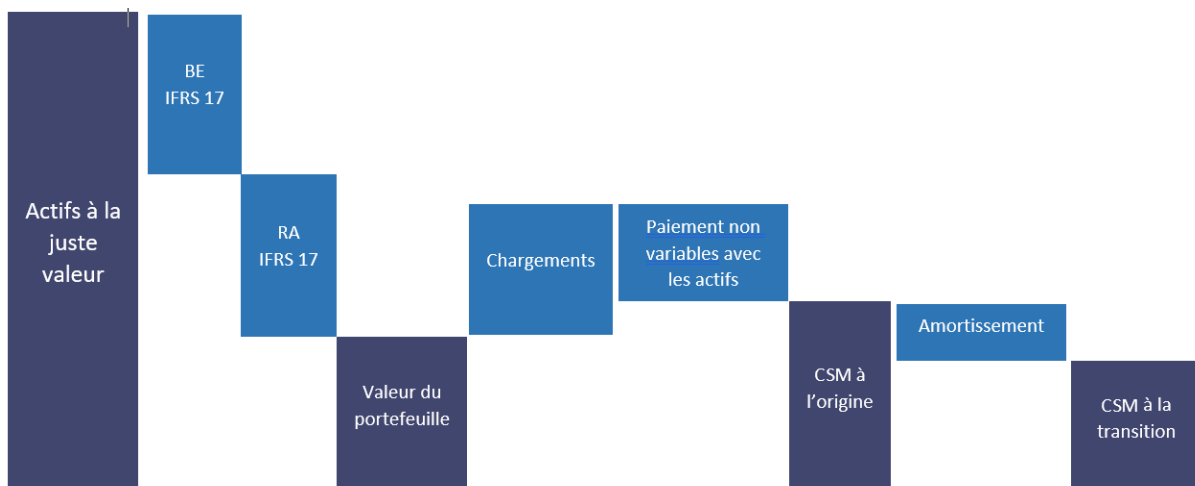 Actifs à la
juste
valeur
BE
IFRS 17
RA
IFRS 17
Valeur du
portefeuille
Chargements
Paiement non
variables avec
les actifs
CSM à
l'origine
Amortissement
CSM à la
transition